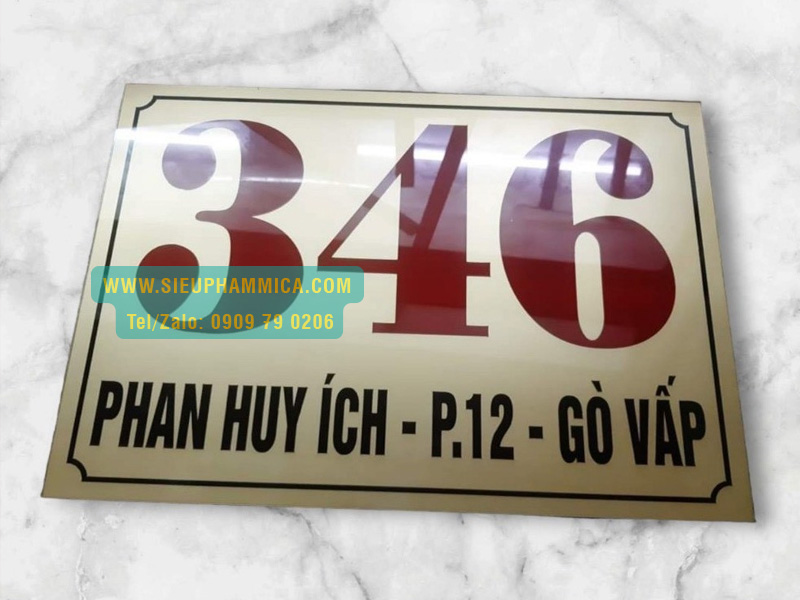 346
WWW.SIEUPHAMMICA.COM
Tel/Zalo: 0909 79 0206
PHAN HUY ÍCH - P.12 - GÒ VẤP